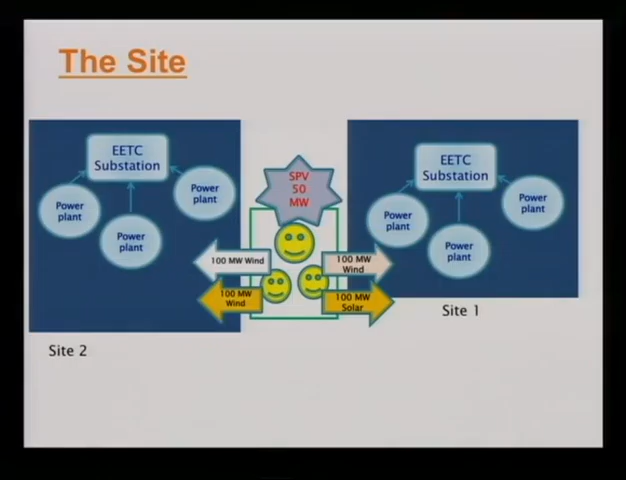 The Site
EETC
Substation
Power
plant
Power
plant
Power
plant
Site 2
SPV
50
MW
100 MW Wind
100 MW
Wind
100 MW
Wind
100 MW
Solar
EETC
Substation
Power
plant
Power
plant
Power
plant
Site 1